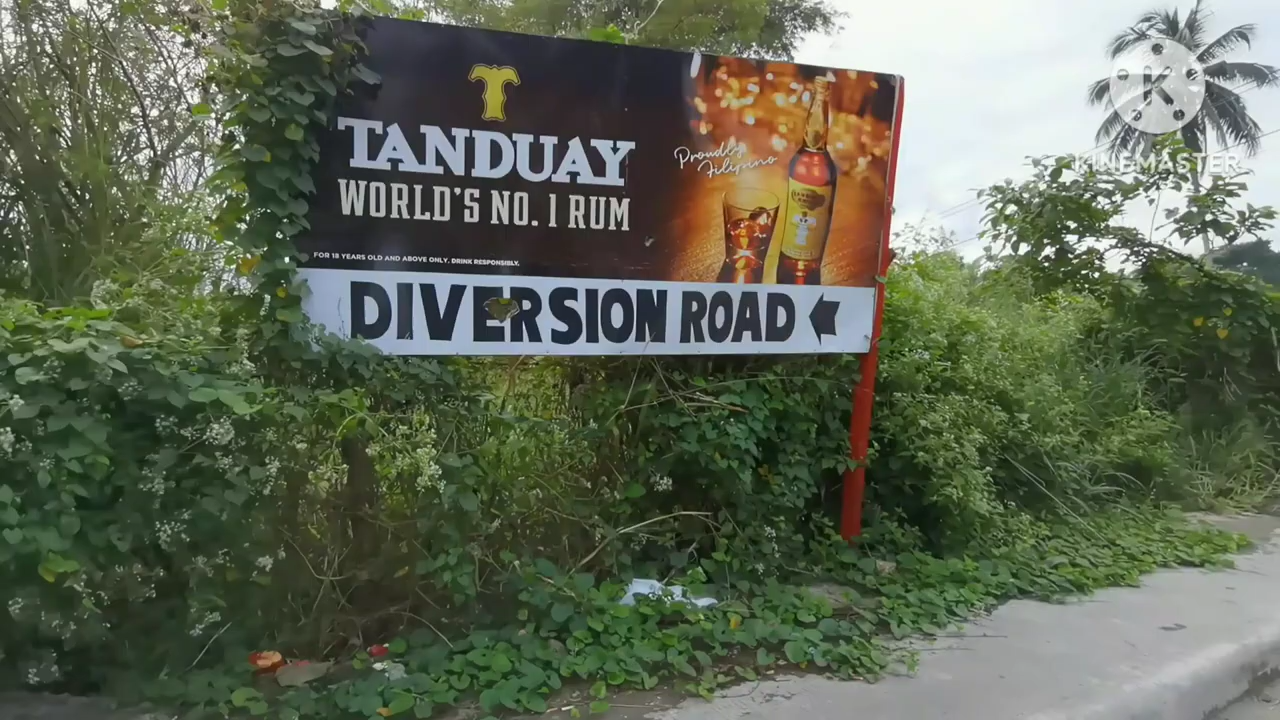 TANDUAY
WORLD'S NO. 1 RUM
Proudly
Filipino
FOR 18 YEARS OLD AND ABOVE ONLY. DRINK RESPONSIBLY.
DIVERSION ROAD
K
KINEMASTER